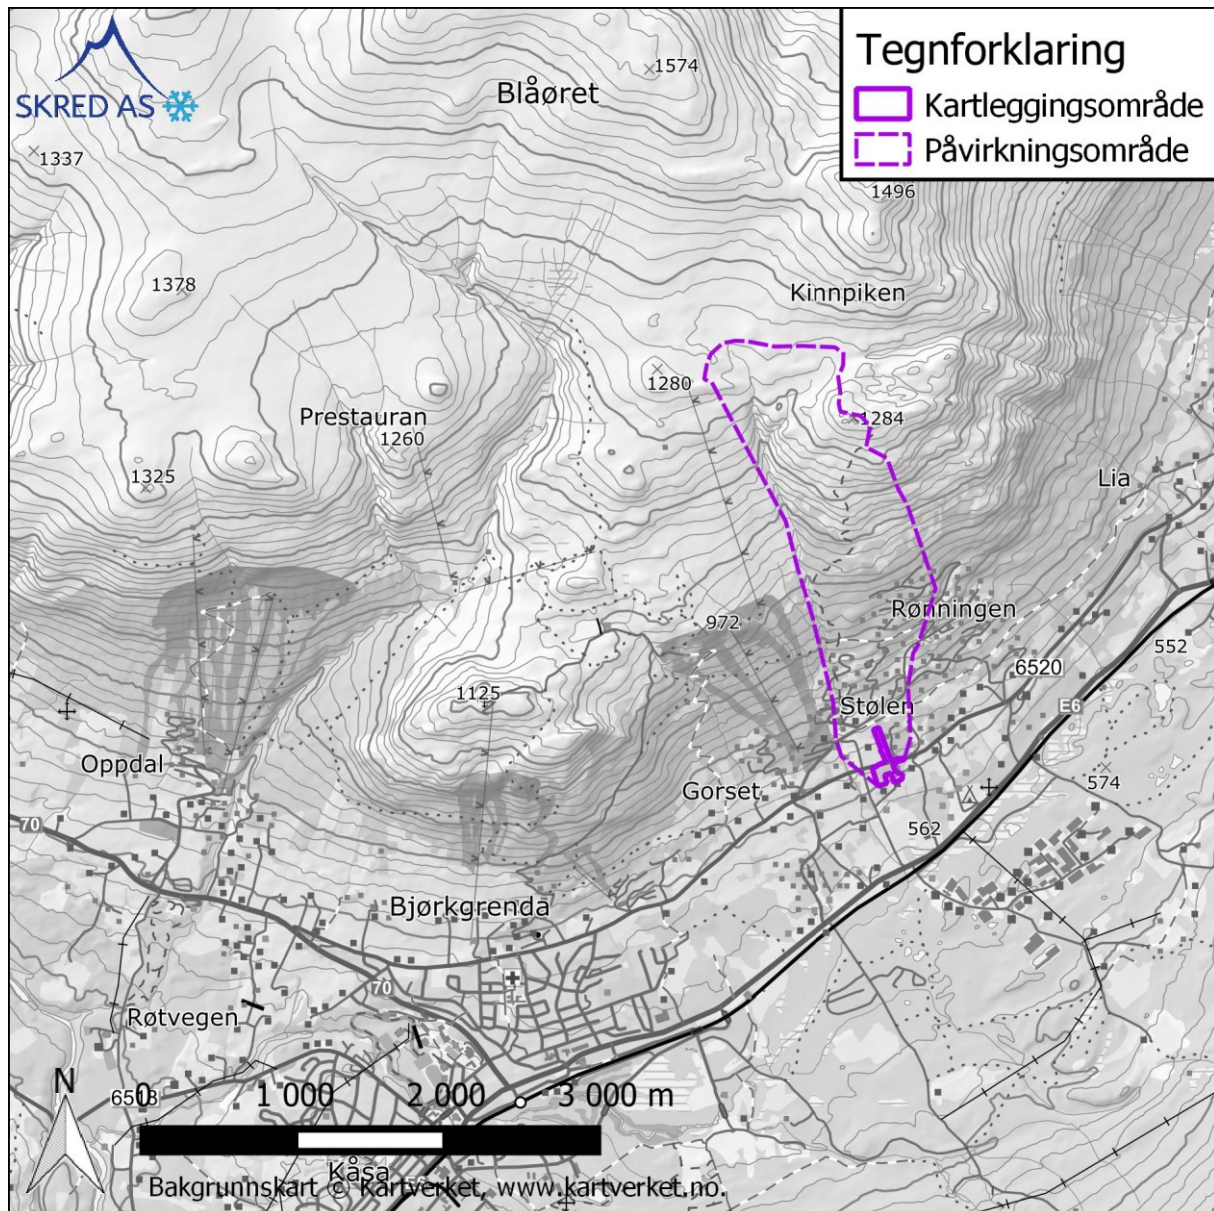 SKRED AS
Tegnforklaring
Kartleggingsområde
Påvirkningsområde
1574
Blåøret
1337
1496
1378
Kinnpiken
1280
1284
Prestauran
1260
1325
Lia
Rønningen
972
552
6520
1125
Stølen
E6
Oppdal
574
Gorset
70
562
Bjørkgrenda
70
Røtvegen
N
0
1 000
2 000
3 000 m
Kåsa
Bakgrunnskart © Kartverket, www.kartverket.no.